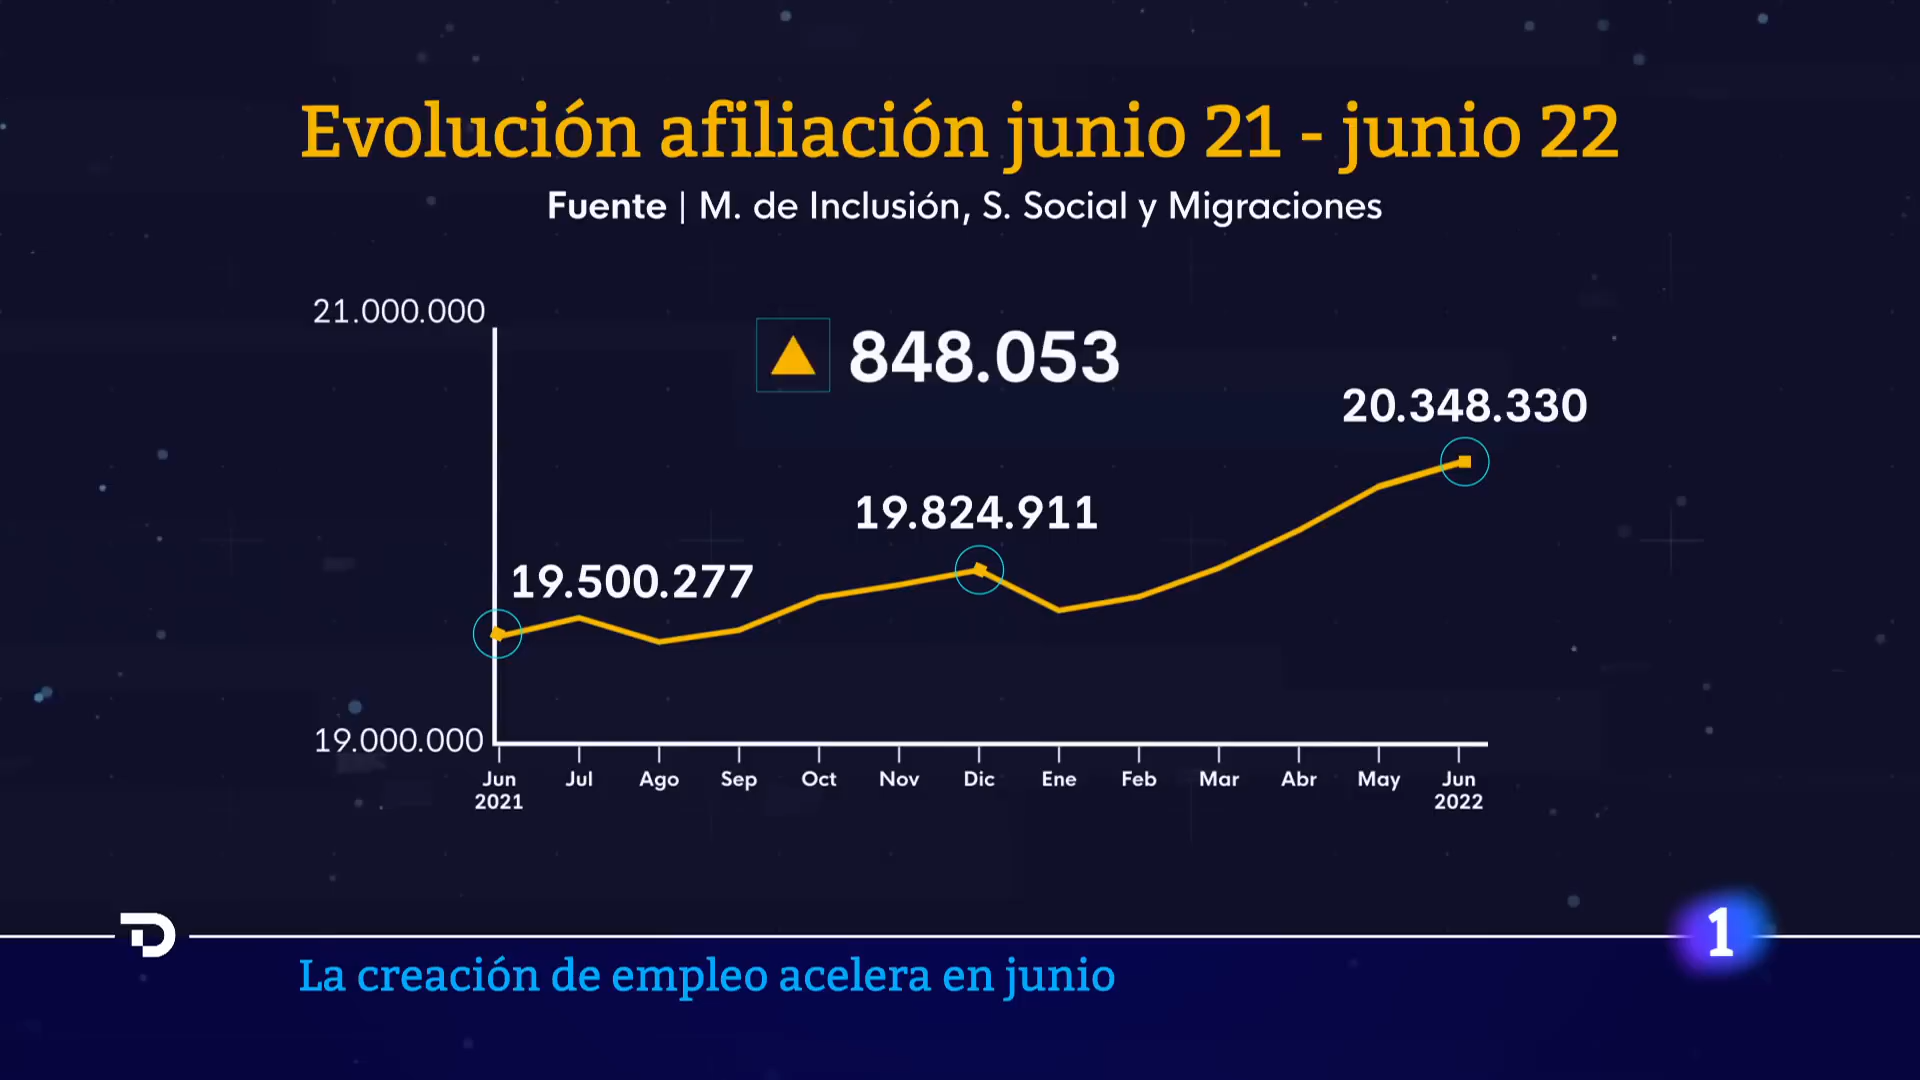 Evolución afiliación junio 21 - junio 22
Fuente | M. de Inclusión, S. Social y Migraciones
21.000.000
848.053
20.348.330
19.824.911
19.500.277
19.000.000
Jun Jul Ago Sep Oct Nov Dic Ene Feb Mar Abr May Jun
2021 2022
1
La creación de empleo acelera en junio